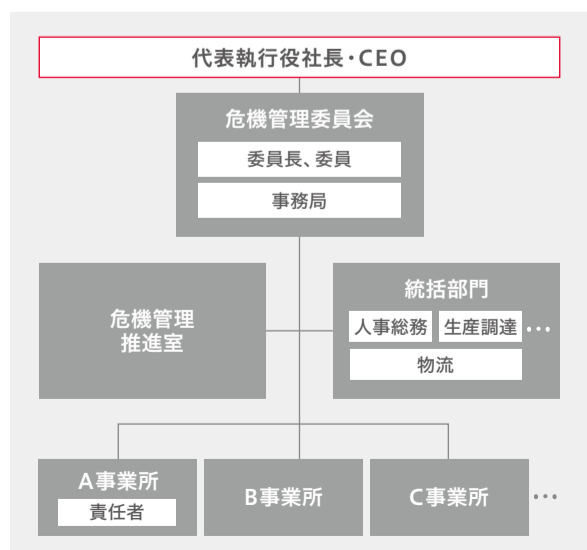 代表執行役社長・CEO
危機管理委員会
委員長、委員
事務局
危機管理
推進室
統括部門
人事総務
生産調達
…
物流
A事業所
責任者
B事業所
C事業所
…